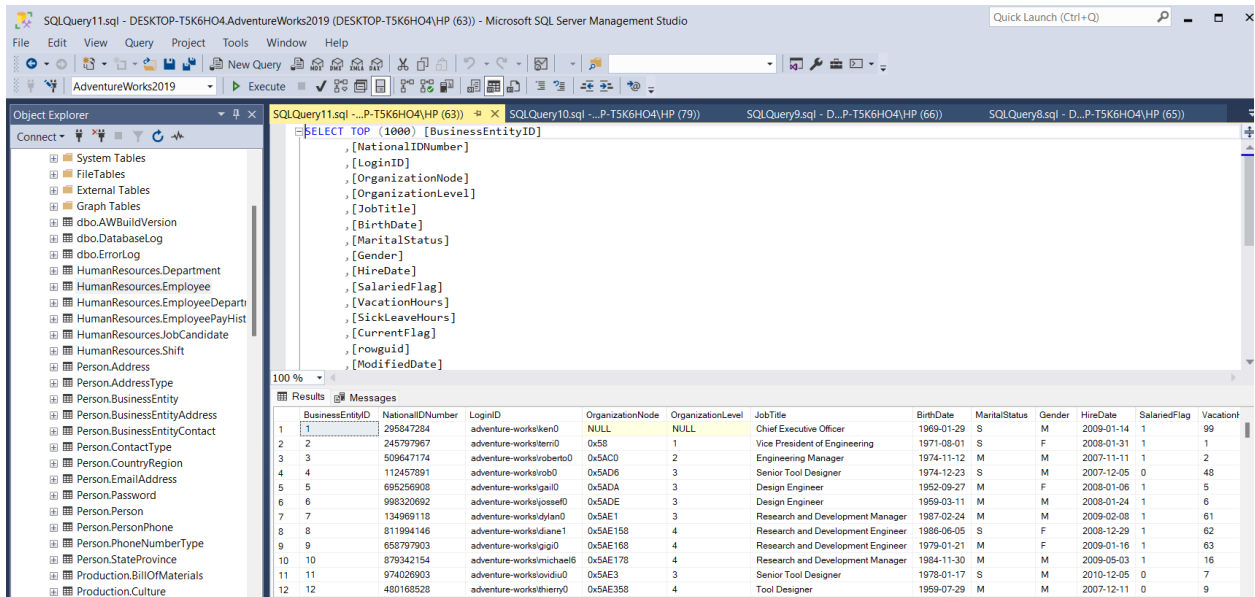 SQLQuery11.sql - DESKTOP-T5K6HO4.AdventureWorks2019 (DESKTOP-T5K6HO4\HP (63)) - Microsoft SQL Server Management Studio
Quick Launch (Ctrl+Q)
File Edit View Query Project Tools Window Help
New Query MDX DMX XMLA DAX
AdventureWorks2019 Execute
Object Explorer
SQLQuery11.sql -...P-T5K6HO4\HP (63)) SQLQuery10.sql -...P-T5K6HO4\HP (79)) SQLQuery9.sql - D...P-T5K6HO4\HP (66)) SQLQuery8.sql - D...P-T5K6HO4\HP (65))
Connect
System Tables
FileTables
External Tables
Graph Tables
dbo.AWBuildVersion
dbo.DatabaseLog
dbo.ErrorLog
HumanResources.Department
HumanResources.Employee
HumanResources.EmployeeDepartr
HumanResources.EmployeePayHist
HumanResources.JobCandidate
HumanResources.Shift
Person.Address
Person.AddressType
Person.BusinessEntity
Person.BusinessEntityAddress
Person.BusinessEntityContact
Person.ContactType
Person.CountryRegion
Person.EmailAddress
Person.Password
Person.Person
Person.PersonPhone
Person.PhoneNumberType
Person.StateProvince
Production.BillOfMaterials
Production.Culture
SELECT TOP (1000) [BusinessEntityID]
,[NationalIDNumber]
,[LoginID]
,[OrganizationNode]
,[OrganizationLevel]
,[JobTitle]
,[BirthDate]
,[MaritalStatus]
,[Gender]
,[HireDate]
,[SalariedFlag]
,[VacationHours]
,[SickLeaveHours]
,[CurrentFlag]
,[rowguid]
,[ModifiedDate]
100 %
Results Messages
BusinessEntityID NationalIDNumber LoginID OrganizationNode OrganizationLevel JobTitle BirthDate MaritalStatus Gender HireDate SalariedFlag VacationH
1 1 295847284 adventure-works\ken0 NULL NULL Chief Executive Officer 1969-01-29 S M 2009-01-14 1 99
2 2 245797967 adventure-works\terri0 0x58 1 Vice President of Engineering 1971-08-01 S F 2008-01-31 1 1
3 3 509647174 adventure-works\roberto0 0x5AC0 2 Engineering Manager 1974-11-12 M M 2007-11-11 1 2
4 4 112457891 adventure-works\rob0 0x5AD6 3 Senior Tool Designer 1974-12-23 S M 2007-12-05 0 48
5 5 695256908 adventure-works\gail0 0x5ADA 3 Design Engineer 1952-09-27 M F 2008-01-06 1 5
6 6 998320692 adventure-works\jossef0 0x5ADE 3 Design Engineer 1959-03-11 M M 2008-01-24 1 6
7 7 134969118 adventure-works\dylan0 0x5AE1 3 Research and Development Manager 1987-02-24 M M 2009-02-08 1 61
8 8 811994146 adventure-works\diane1 0x5AE158 4 Research and Development Engineer 1986-06-05 S F 2008-12-29 1 62
9 9 658797903 adventure-works\gigi0 0x5AE168 4 Research and Development Engineer 1979-01-21 M F 2009-01-16 1 63
10 10 879342154 adventure-works\michael6 0x5AE178 4 Research and Development Manager 1984-11-30 M M 2009-05-03 1 16
11 11 974026903 adventure-works\ovidiu0 0x5AE3 3 Senior Tool Designer 1978-01-17 S M 2010-12-05 0 7
12 12 480168528 adventure-works\thierry0 0x5AE358 4 Tool Designer 1959-07-29 M M 2007-12-11 0 9